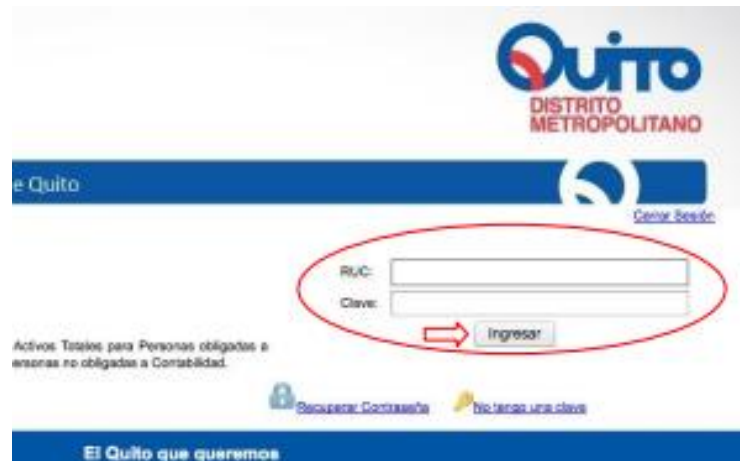 Quito
DISTRITO
METROPOLITANO
e Quito
Cerrar Sesión
RUC:
Clave:
Ingresar
Activos Totales para Personas obligadas a
ersonas no obligadas a Contabilidad.
Recuperar Contraseña
No tengo una clave
El Quito que queremos